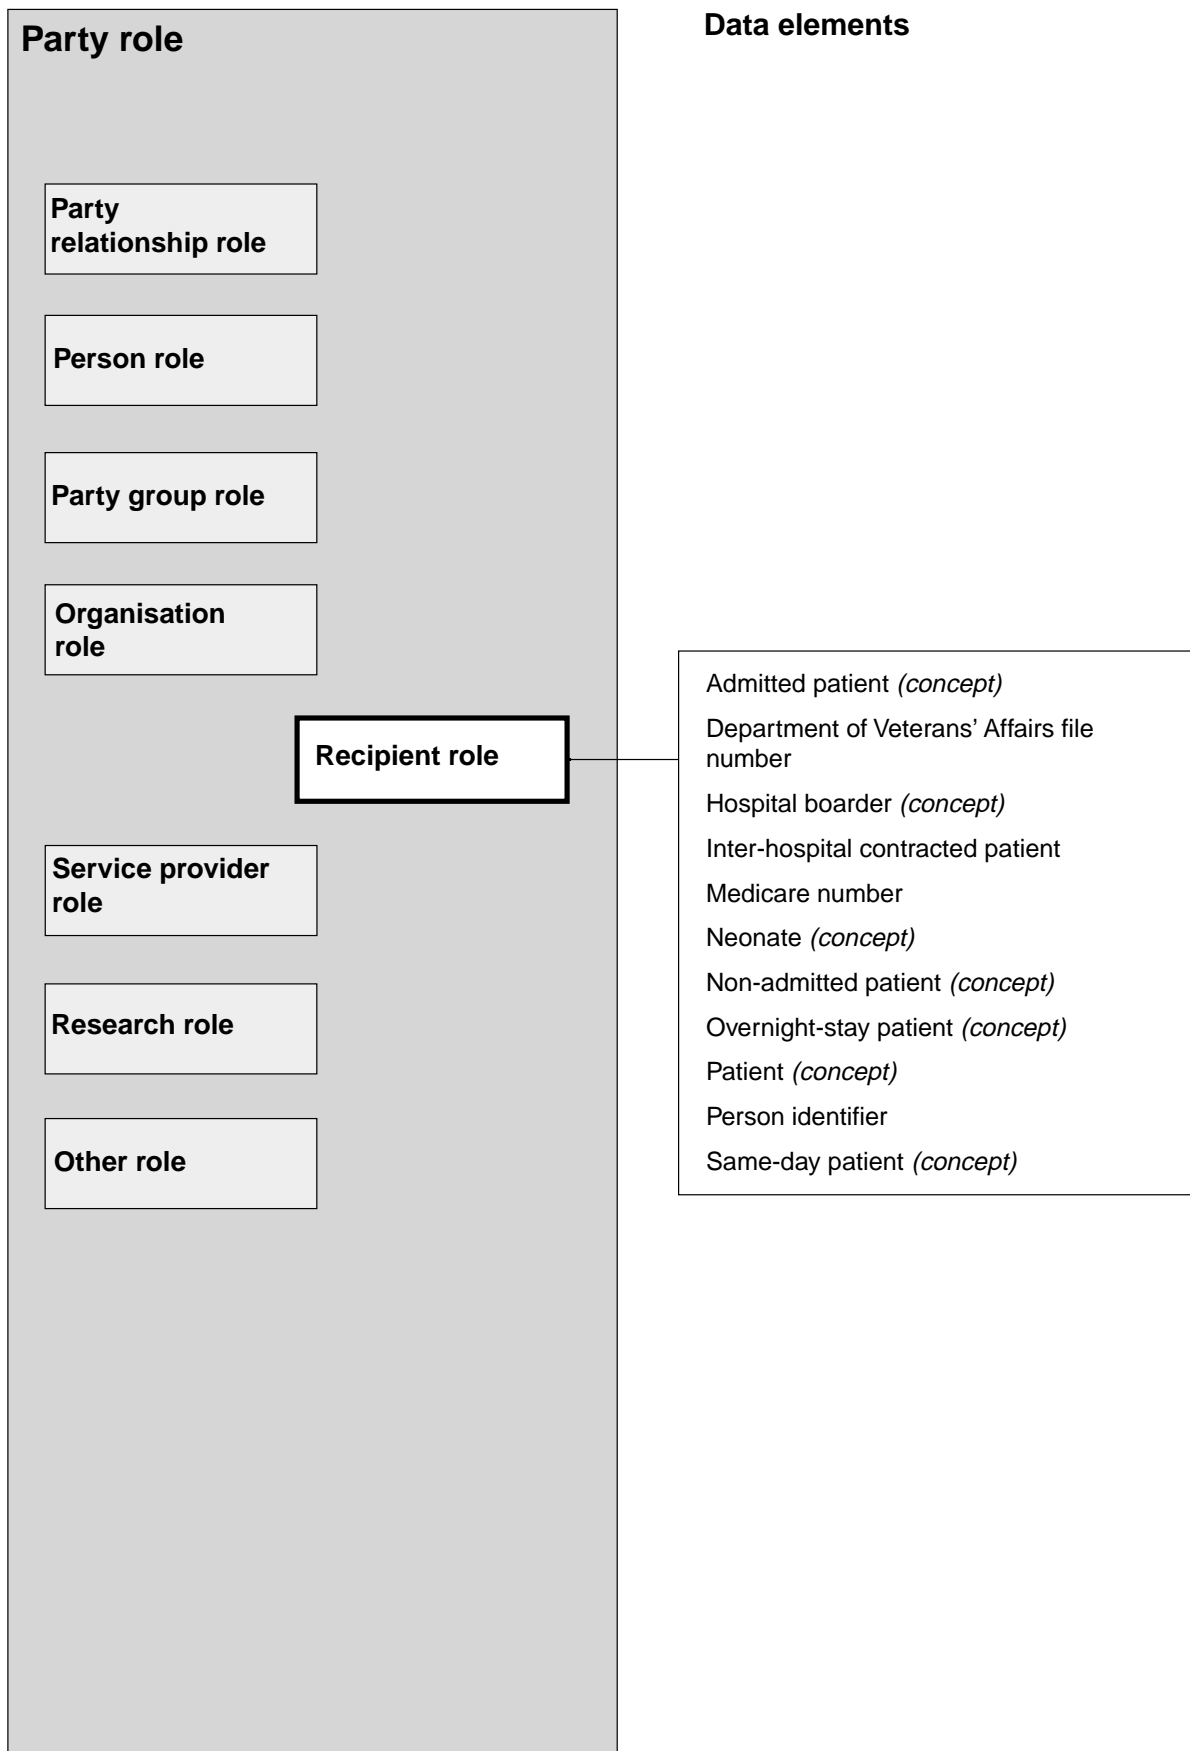 Party role
Data elements
Party
relationship role
Person role
Party group role
Organisation
role
Recipient role
Service provider
role
Research role
Other role
Admitted patient (concept)
Department of Veterans’ Affairs file
number
Hospital boarder (concept)
Inter-hospital contracted patient
Medicare number
Neonate (concept)
Non-admitted patient (concept)
Overnight-stay patient (concept)
Patient (concept)
Person identifier
Same-day patient (concept)